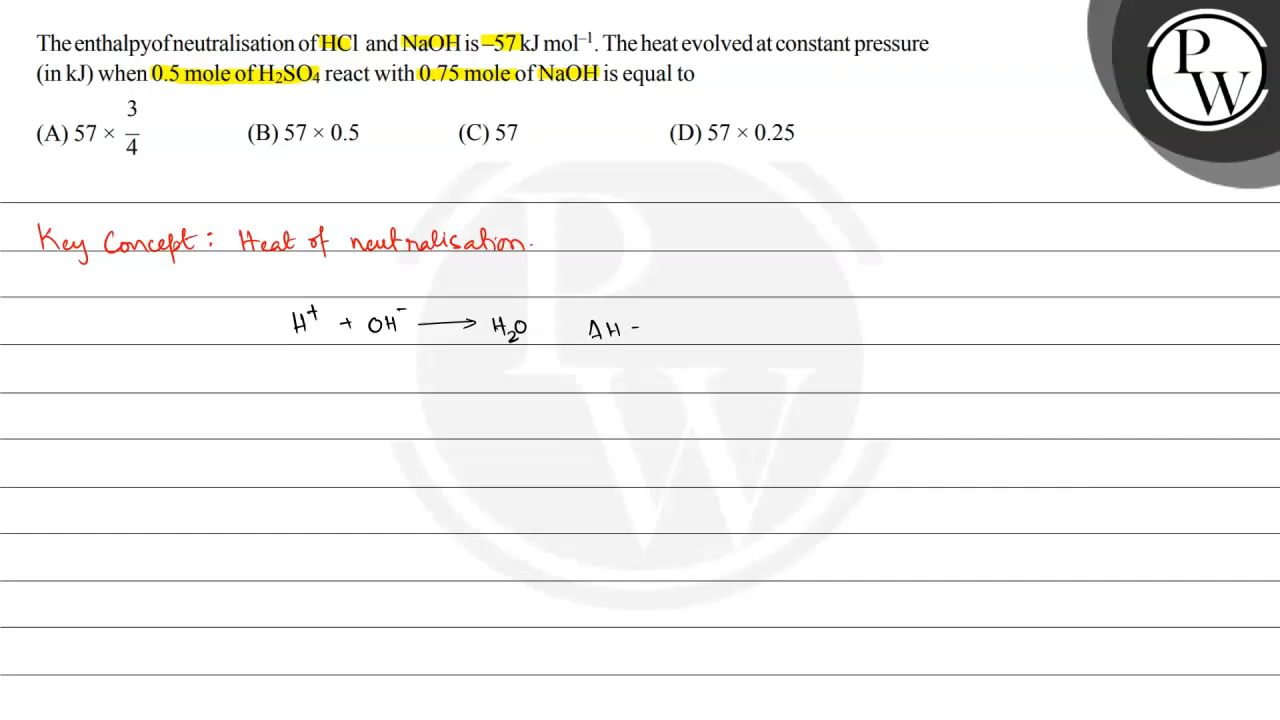 The enthalpyof neutralisation of HCl and NaOH is –57 kJ mol⁻¹. The heat evolved at constant pressure
(in kJ) when 0.5 mole of H₂SO₄ react with 0.75 mole of NaOH is equal to
(A) 57 × 3/4 (B) 57 × 0.5 (C) 57 (D) 57 × 0.25
Key Concept : Heat of neutralisation.
H⁺ + OH⁻ ⟶ H₂O ΔH -
P
W
P
W